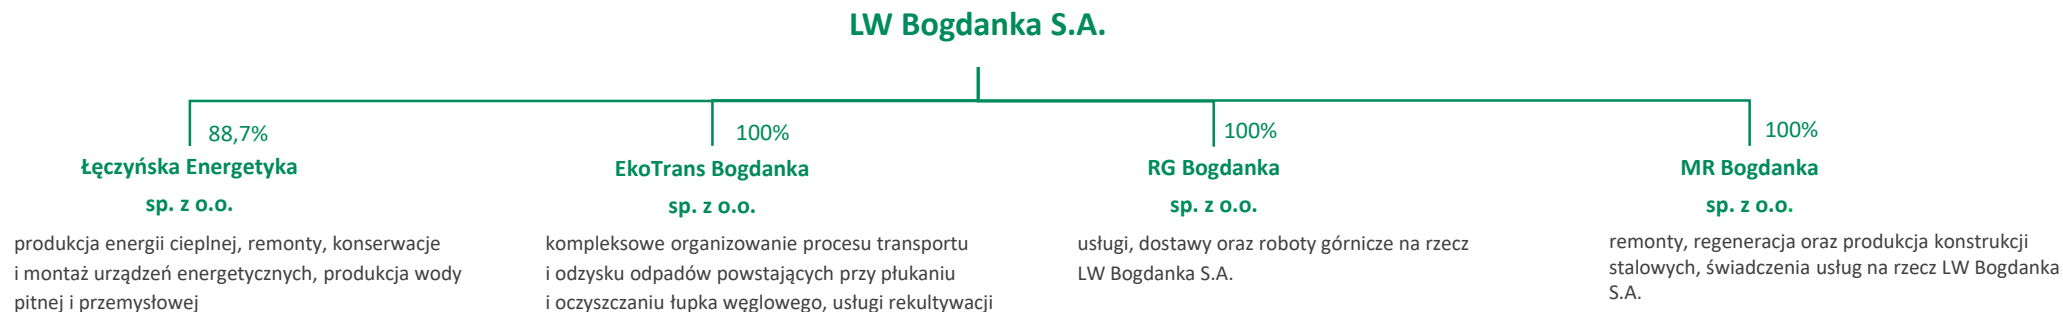 LW Bogdanka S.A.
88,7%
Łęczyńska Energetyka
sp. z o.o.
produkcja energii cieplnej, remonty, konserwacje
i montaż urządzeń energetycznych, produkcja wody
pitnej i przemysłowej
100%
EkoTrans Bogdanka
sp. z o.o.
kompleksowe organizowanie procesu transportu
i odzysku odpadów powstających przy płukaniu
i oczyszczaniu łupka węglowego, usługi rekultywacji
100%
RG Bogdanka
sp. z o.o.
usługi, dostawy oraz roboty górnicze na rzecz
LW Bogdanka S.A.
100%
MR Bogdanka
sp. z o.o.
remonty, regeneracja oraz produkcja konstrukcji
stalowych, świadczenia usług na rzecz LW Bogdanka
S.A.